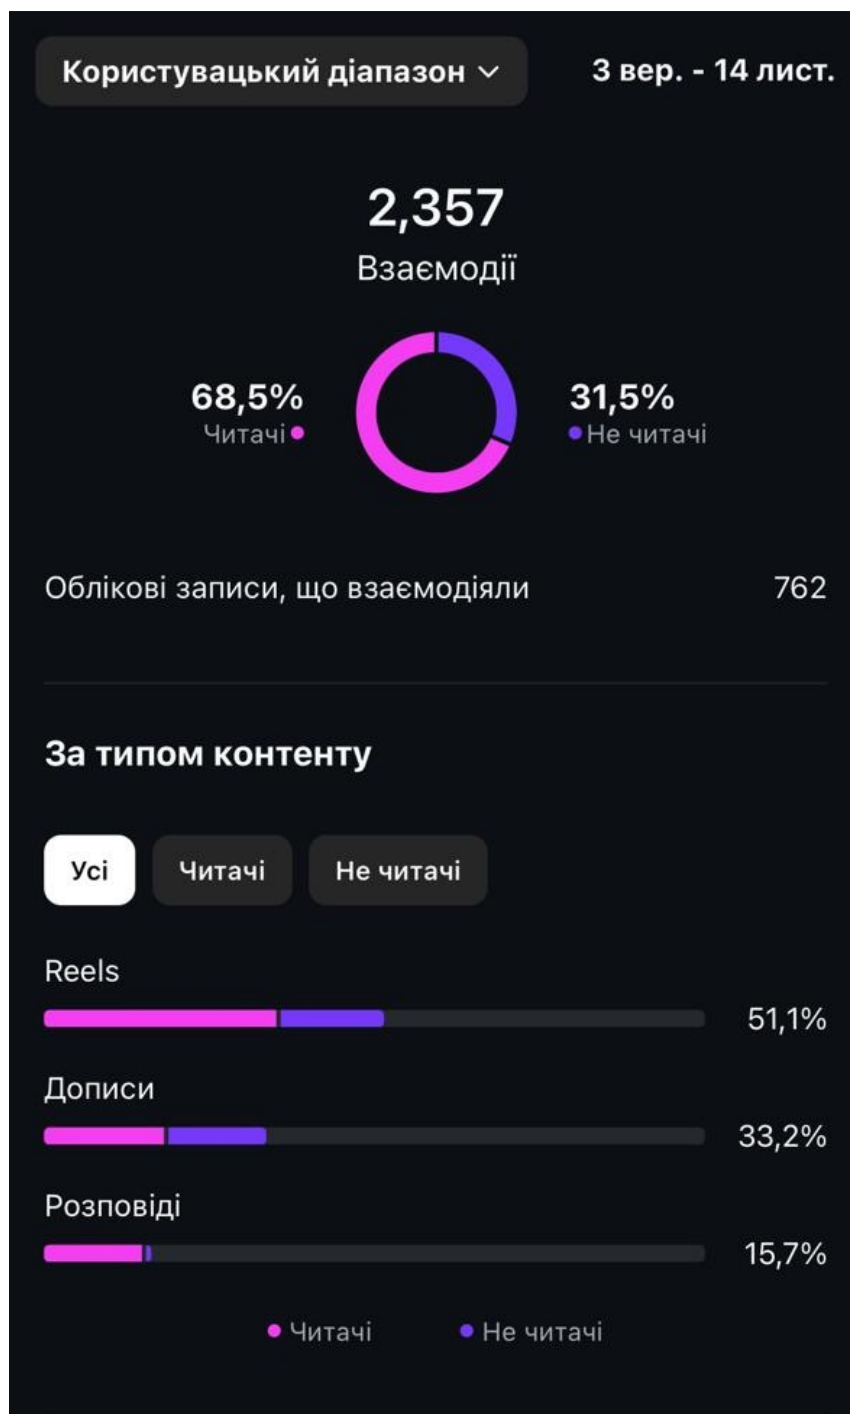 Користувацький діапазон
3 вер. - 14 лист.
2,357
Взаємодії
68,5%
Читачі
31,5%
Не читачі
Облікові записи, що взаємодіяли 762
За типом контенту
Усі Читачі Не читачі
Reels
51,1%
Дописи
33,2%
Розповіді
15,7%
Читачі Не читачі